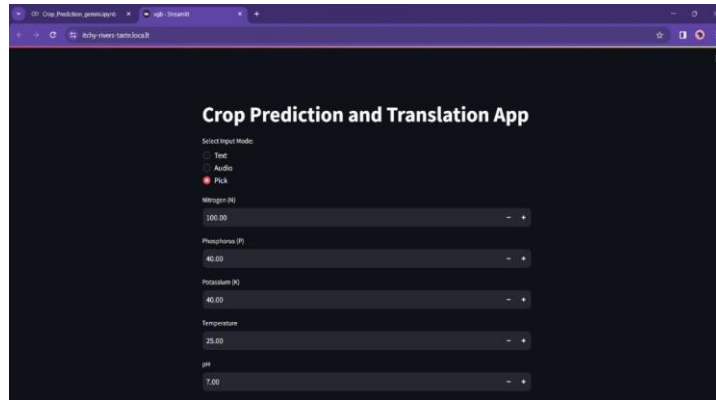 Crop_Prediction_gemini.ipynb
xgb · Streamlit
itchy-rivers-taste.loca.lt
Crop Prediction and Translation App
Select Input Mode:
Text
Audio
Pick
Nitrogen (N)
100.00
Phosphorus (P)
40.00
Potassium (K)
40.00
Temperature
25.00
pH
7.00